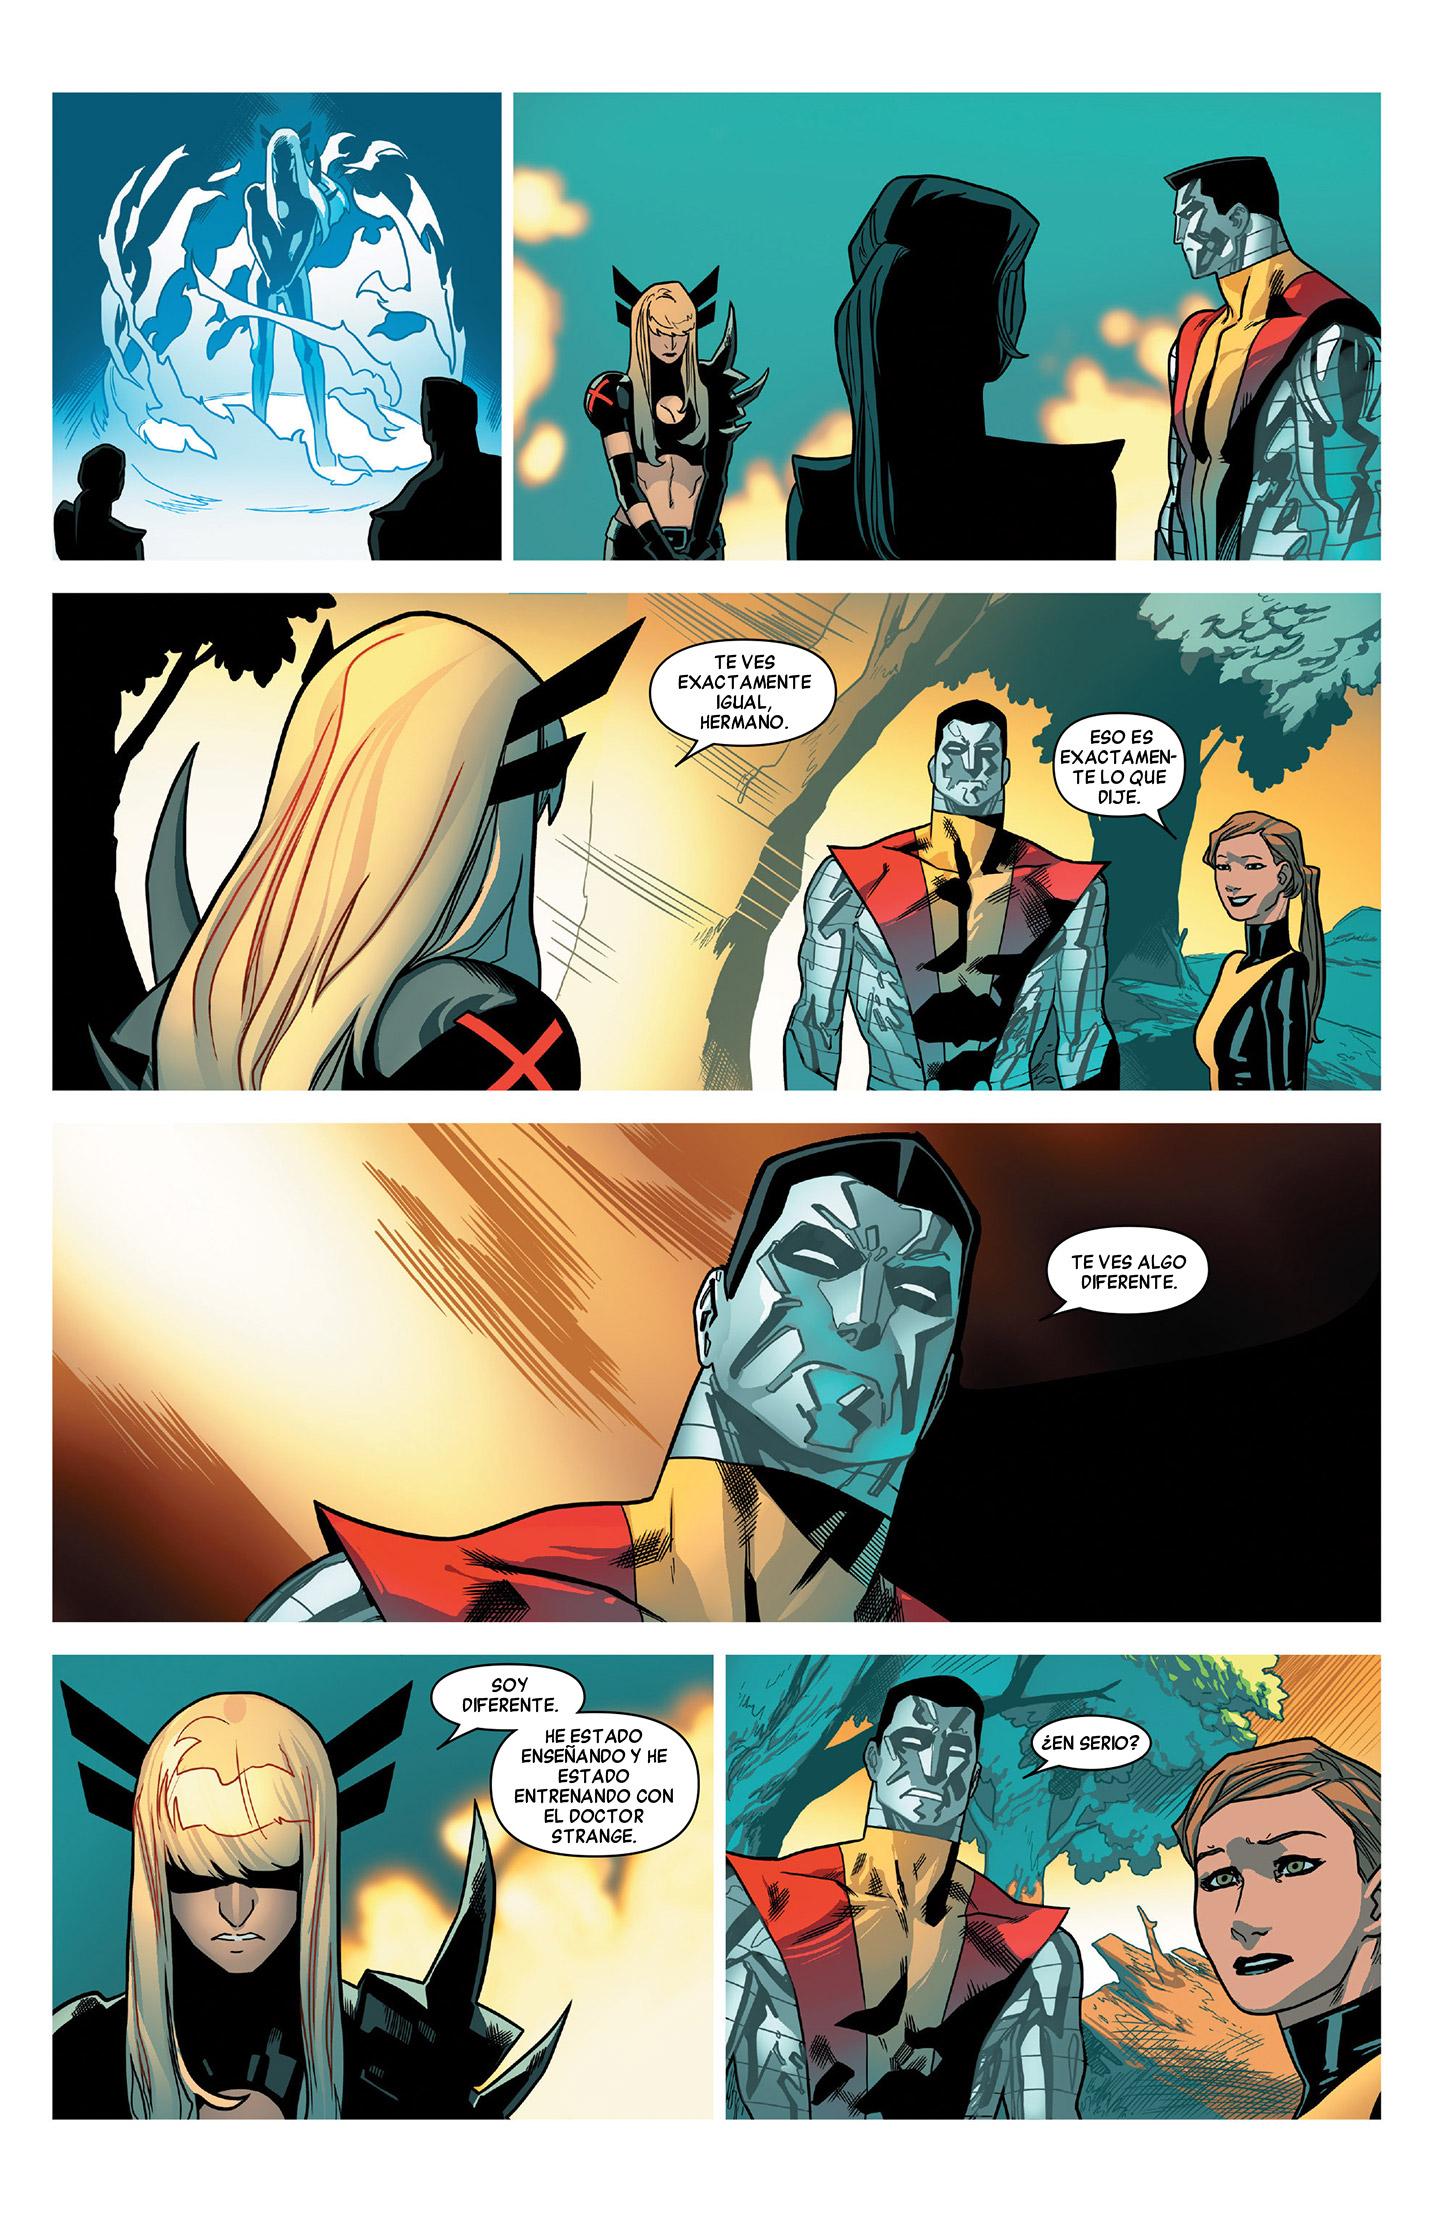 TE VES
EXACTAMENTE
IGUAL,
HERMANO.
ESO ES
EXACTAMEN-
TE LO QUE
DIJE.
TE VES ALGO
DIFERENTE.
SOY
DIFERENTE.
HE ESTADO
ENSEÑANDO Y HE
ESTADO
ENTRENANDO CON
EL DOCTOR
STRANGE.
¿EN SERIO?